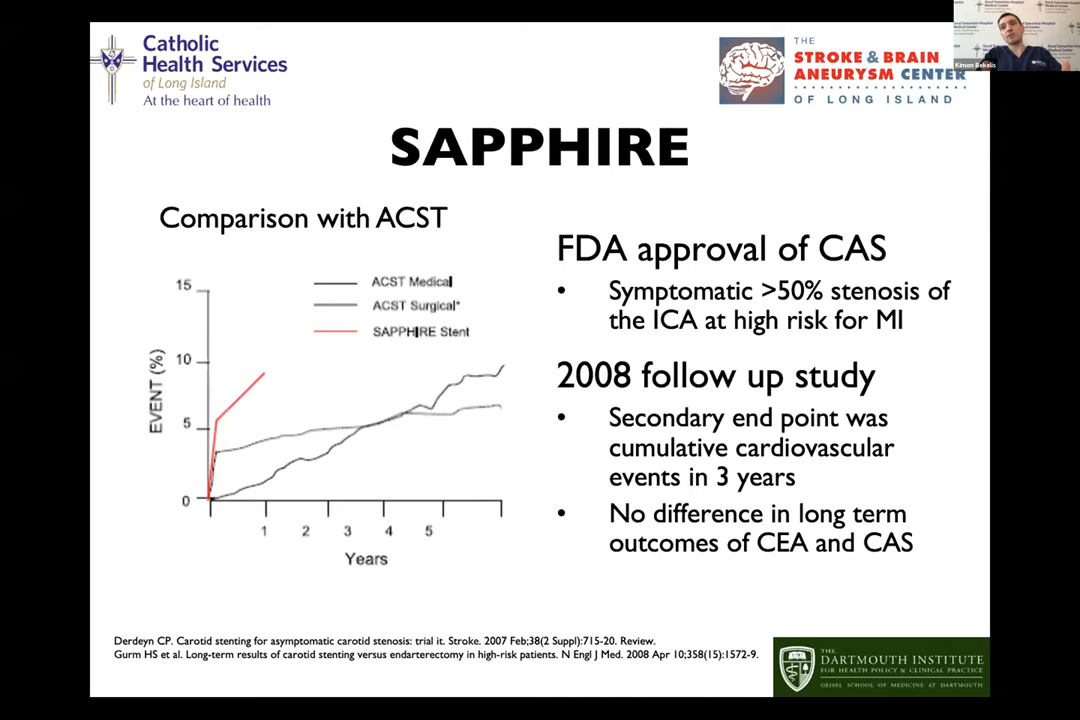 Catholic
Health Services
of Long Island
At the heart of health
THE
STROKE & BRAIN
ANEURYSM CENTER
OF LONG ISLAND
Kimon Bekelis
SAPPHIRE
Comparison with ACST
ACST Medical
ACST Surgical*
SAPPHIRE Stent
EVENT (%)
15
10
5
0
1 2 3 4 5
Years
FDA approval of CAS
• Symptomatic >50% stenosis of
the ICA at high risk for MI
2008 follow up study
• Secondary end point was
cumulative cardiovascular
events in 3 years
• No difference in long term
outcomes of CEA and CAS
Derdeyn CP. Carotid stenting for asymptomatic carotid stenosis: trial it. Stroke. 2007 Feb;38(2 Suppl):715-20. Review.
Gurm HS et al. Long-term results of carotid stenting versus endarterectomy in high-risk patients. N Engl J Med. 2008 Apr 10;358(15):1572-9.
THE
DARTMOUTH INSTITUTE
FOR HEALTH POLICY & CLINICAL PRACTICE
GEISEL SCHOOL OF MEDICINE AT DARTMOUTH